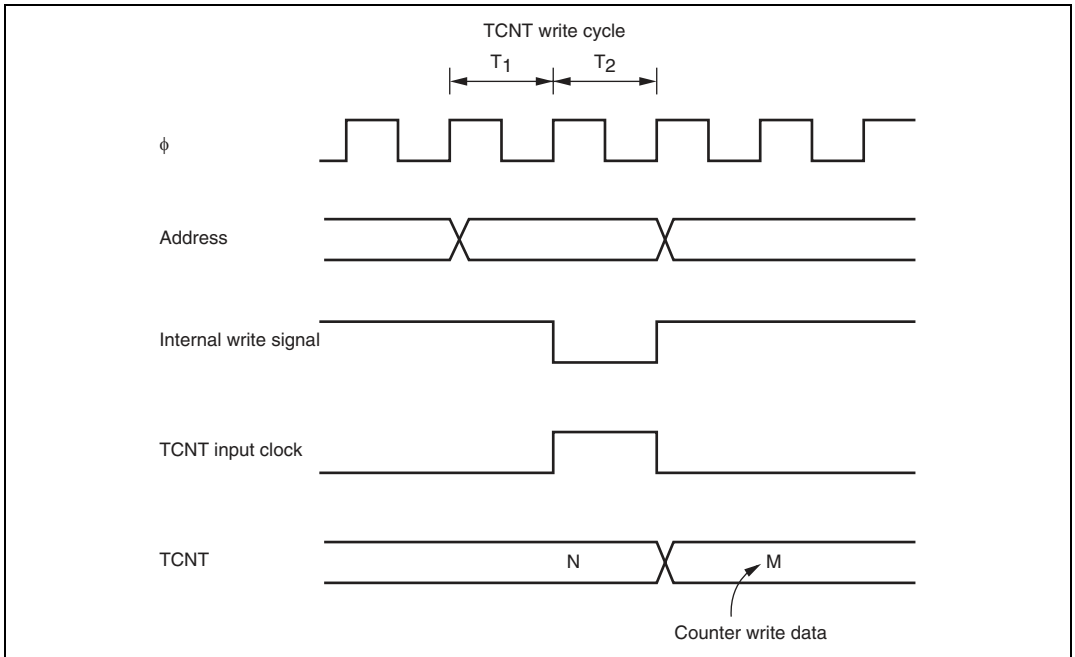 TCNT write cycle
T1 T2
ϕ
Address
Internal write signal
TCNT input clock
TCNT N M
Counter write data